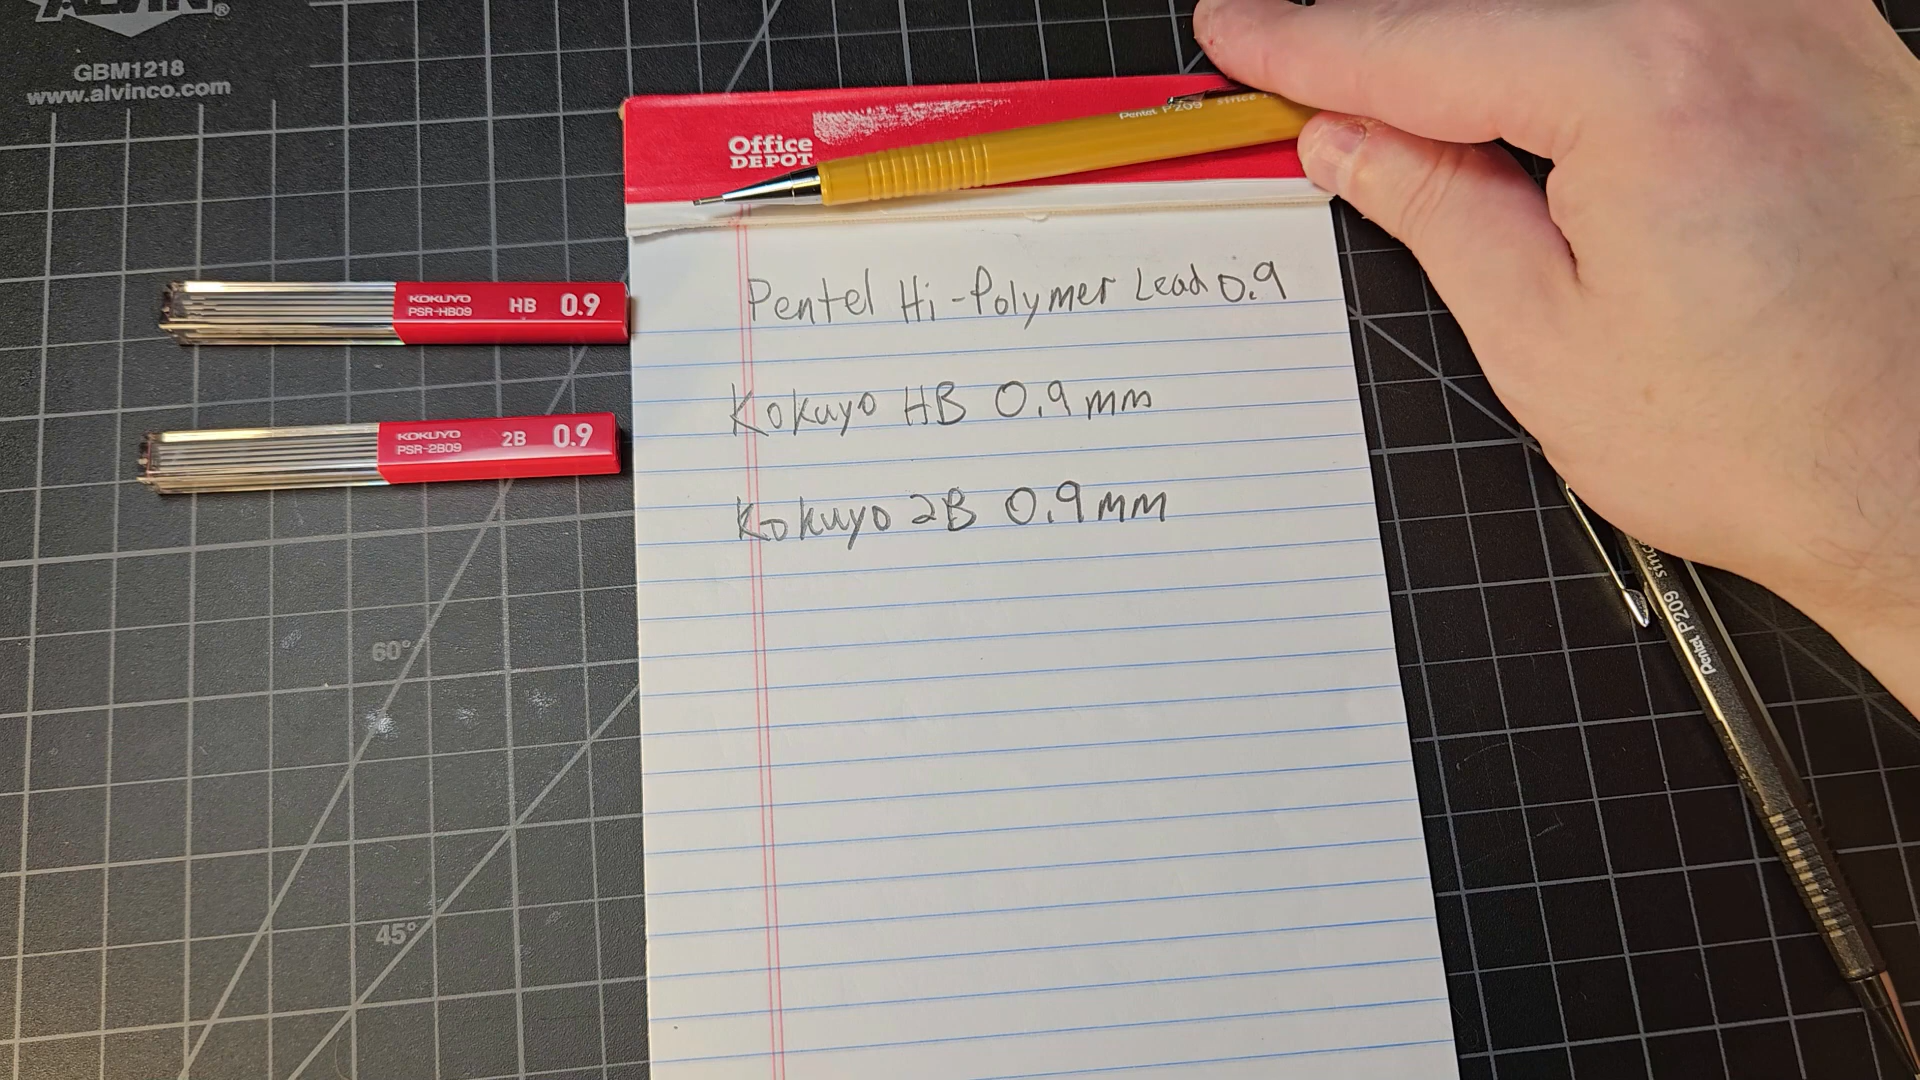 ALVIN®
GBM1218
www.alvinco.com
Office
DEPOT
Pentel P209 since
Pentel Hi-Polymer Lead 0.9
KOKUYO
PSR-HB09
HB 0.9
Kokuyo HB 0.9mm
KOKUYO
PSR-2B09
2B 0.9
Kokuyo 2B 0.9mm
Pentel P209 sinc
60°
45°